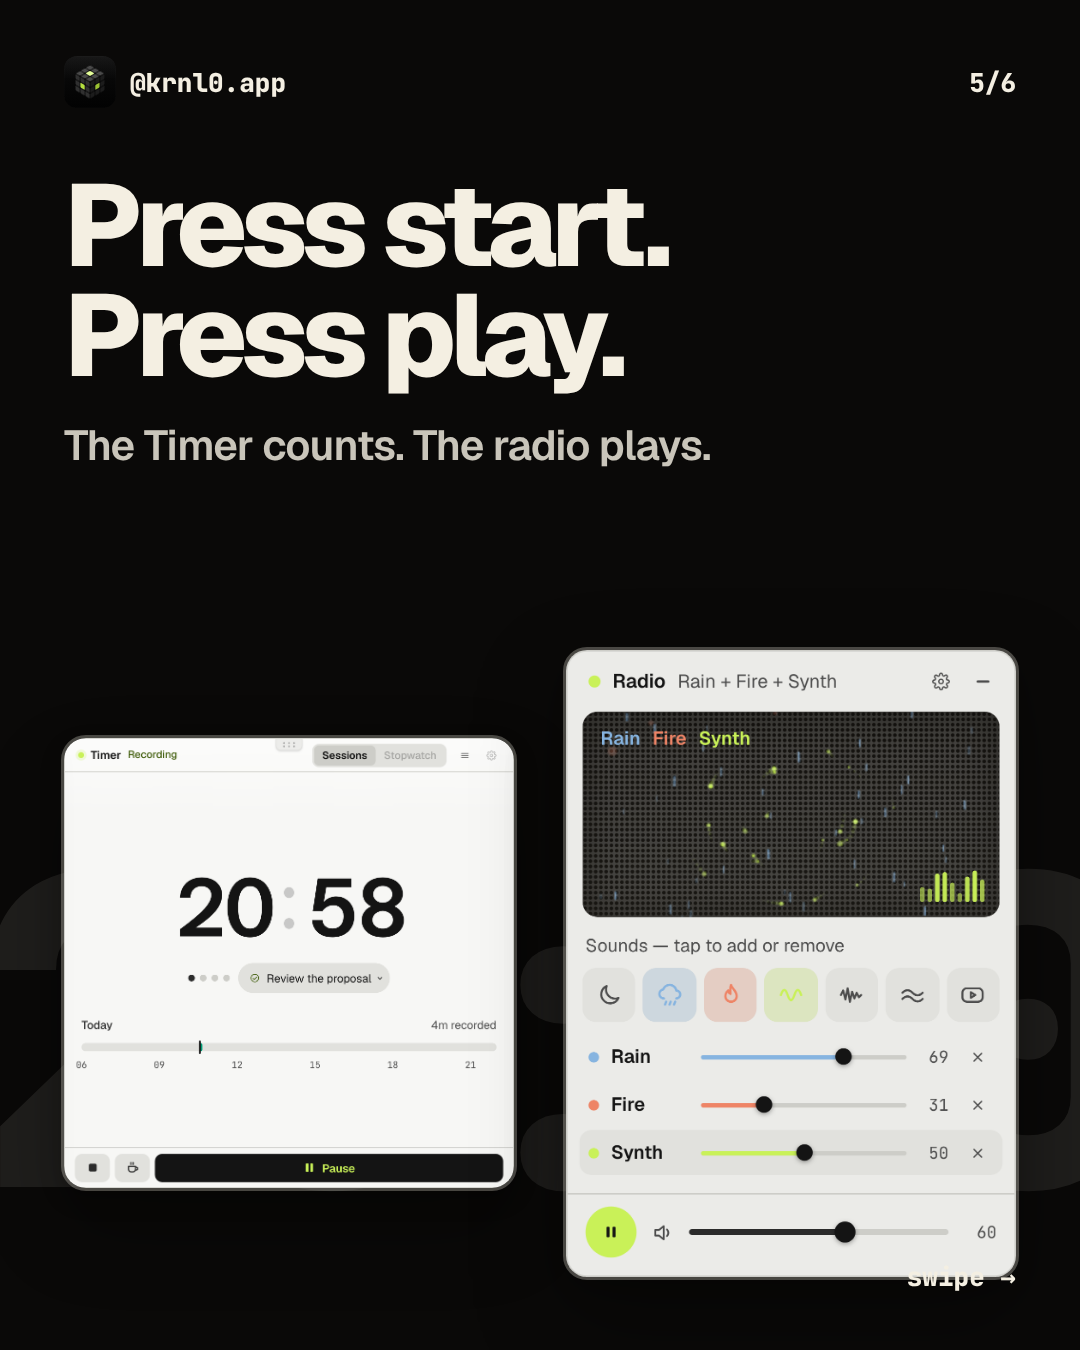 @krnl0.app
5/6
Press start.
Press play.
The Timer counts. The radio plays.
Timer Recording
Sessions Stopwatch
20:58
Review the proposal
Today
4m recorded
06 09 12 15 18 21
Pause
Radio Rain + Fire + Synth
Rain Fire Synth
Sounds — tap to add or remove
Rain 69 ×
Fire 31 ×
Synth 50 ×
60
swipe →